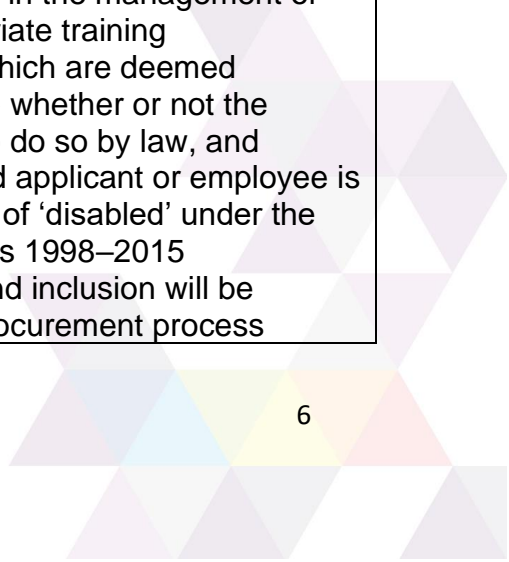 in the management of
riate training
hich are deemed
whether or not the
do so by law, and
d applicant or employee is
of ‘disabled’ under the
s 1998–2015
nd inclusion will be
ocurement process
6